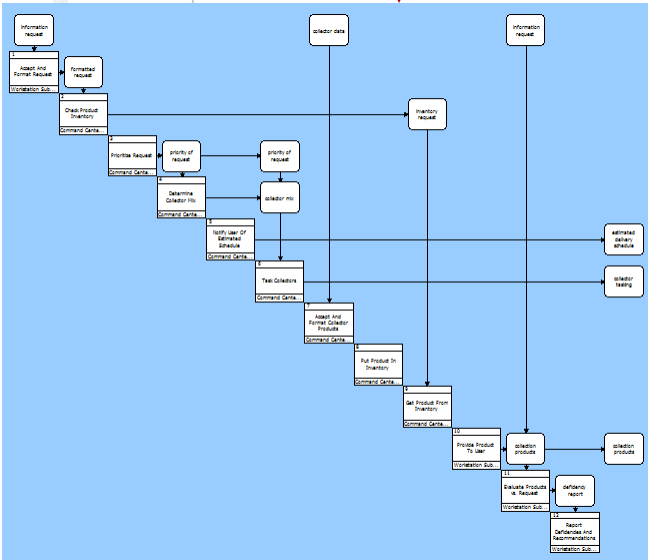 information
request
collector data
information
request
1
Accept And
Format Request
Workstation Sub...
formatted
request
2
Check Product
Inventory
Command Cente...
inventory
request
3
Prioritize Request
Command Cente...
priority of
request
priority of
request
4
Determine
Collector Mix
Command Cente...
collector mix
5
Notify User Of
Estimated
Schedule
Command Cente...
estimated
delivery
schedule
6
Task Collectors
Command Cente...
collector
tasking
7
Accept And
Format Collector
Products
Command Cente...
8
Put Product In
Inventory
Command Cente...
9
Get Product From
Inventory
Command Cente...
10
Provide Product
To User
Workstation Sub...
collection
products
collection
products
11
Evaluate Products
vs. Request
Workstation Sub...
deficiency
report
12
Report
Deficiencies And
Recommendations
Workstation Sub...